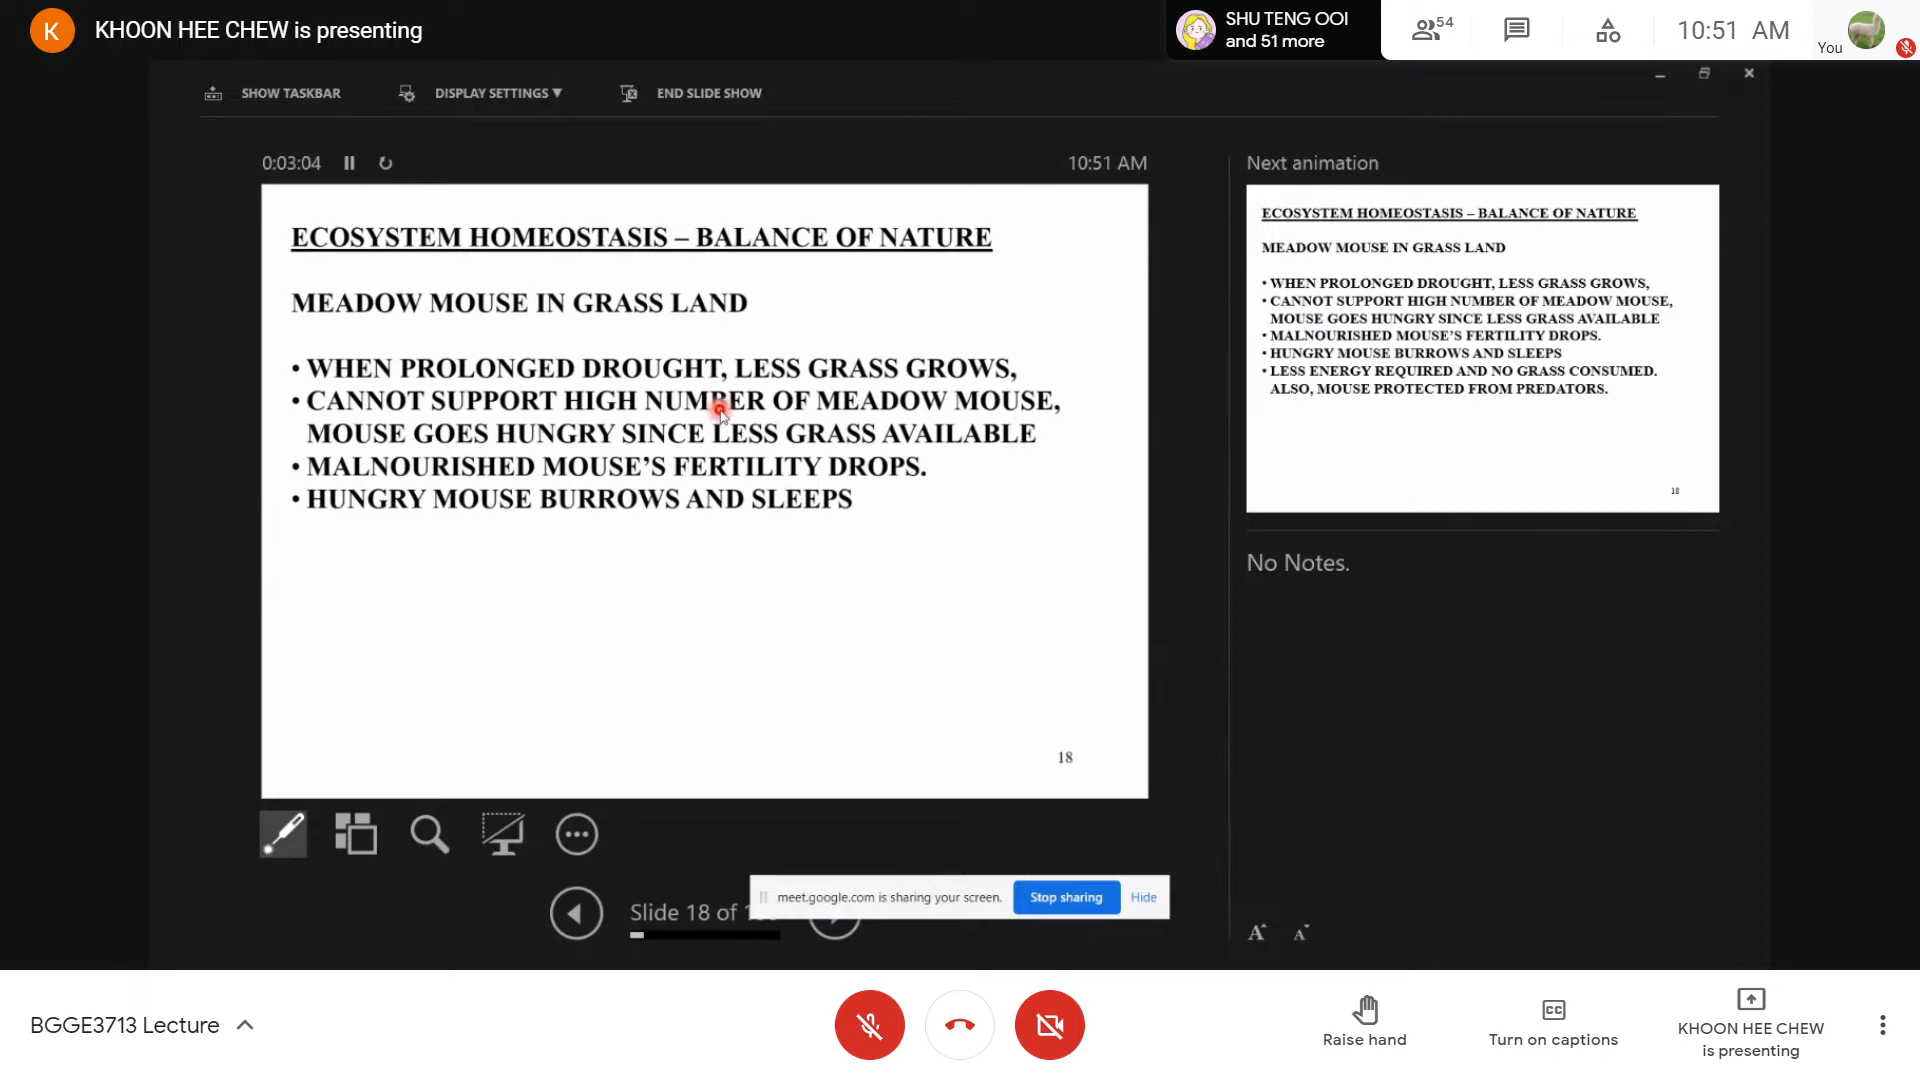 K
KHOON HEE CHEW is presenting
SHU TENG OOI
and 51 more
54
10:51 AM
You
SHOW TASKBAR
DISPLAY SETTINGS ▼
END SLIDE SHOW
0:03:04
10:51 AM
ECOSYSTEM HOMEOSTASIS – BALANCE OF NATURE
MEADOW MOUSE IN GRASS LAND
• WHEN PROLONGED DROUGHT, LESS GRASS GROWS,
• CANNOT SUPPORT HIGH NUMBER OF MEADOW MOUSE,
MOUSE GOES HUNGRY SINCE LESS GRASS AVAILABLE
• MALNOURISHED MOUSE'S FERTILITY DROPS.
• HUNGRY MOUSE BURROWS AND SLEEPS
18
Next animation
ECOSYSTEM HOMEOSTASIS – BALANCE OF NATURE
MEADOW MOUSE IN GRASS LAND
• WHEN PROLONGED DROUGHT, LESS GRASS GROWS,
• CANNOT SUPPORT HIGH NUMBER OF MEADOW MOUSE,
MOUSE GOES HUNGRY SINCE LESS GRASS AVAILABLE
• MALNOURISHED MOUSE'S FERTILITY DROPS.
• HUNGRY MOUSE BURROWS AND SLEEPS
• LESS ENERGY REQUIRED AND NO GRASS CONSUMED.
ALSO, MOUSE PROTECTED FROM PREDATORS.
18
No Notes.
Slide 18 of
meet.google.com is sharing your screen.
Stop sharing
Hide
A A
BGGE3713 Lecture
Raise hand
CC
Turn on captions
KHOON HEE CHEW
is presenting